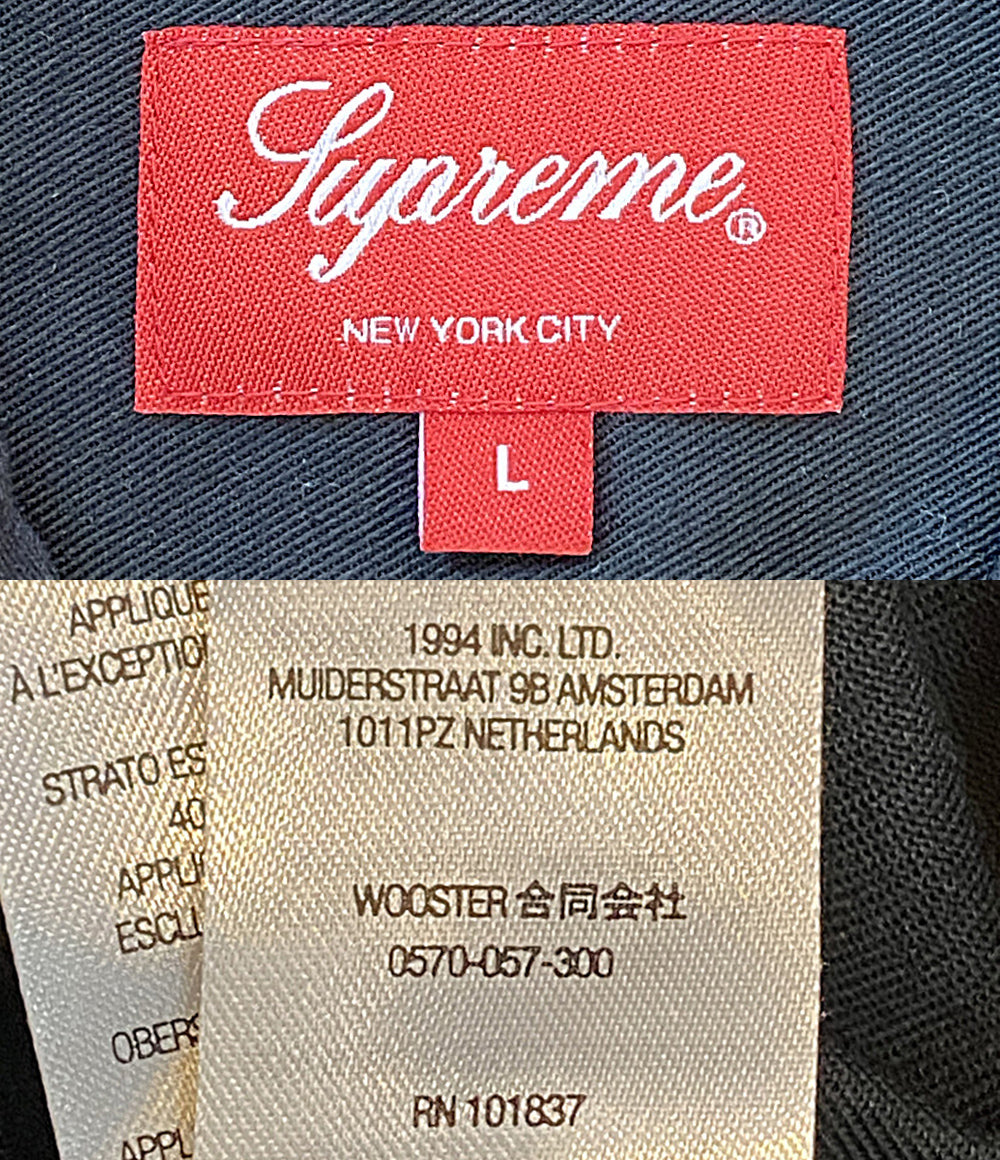 Supreme®
NEW YORK CITY
L
APPLIQUE
À L'EXCEPTION
STRATO ES
40
APPLI
ESCLU
OBERS
APPL
1994 INC. LTD.
MUIDERSTRAAT 9B AMSTERDAM
1011PZ NETHERLANDS
WOOSTER 合同会社
0570-057-300
RN 101837